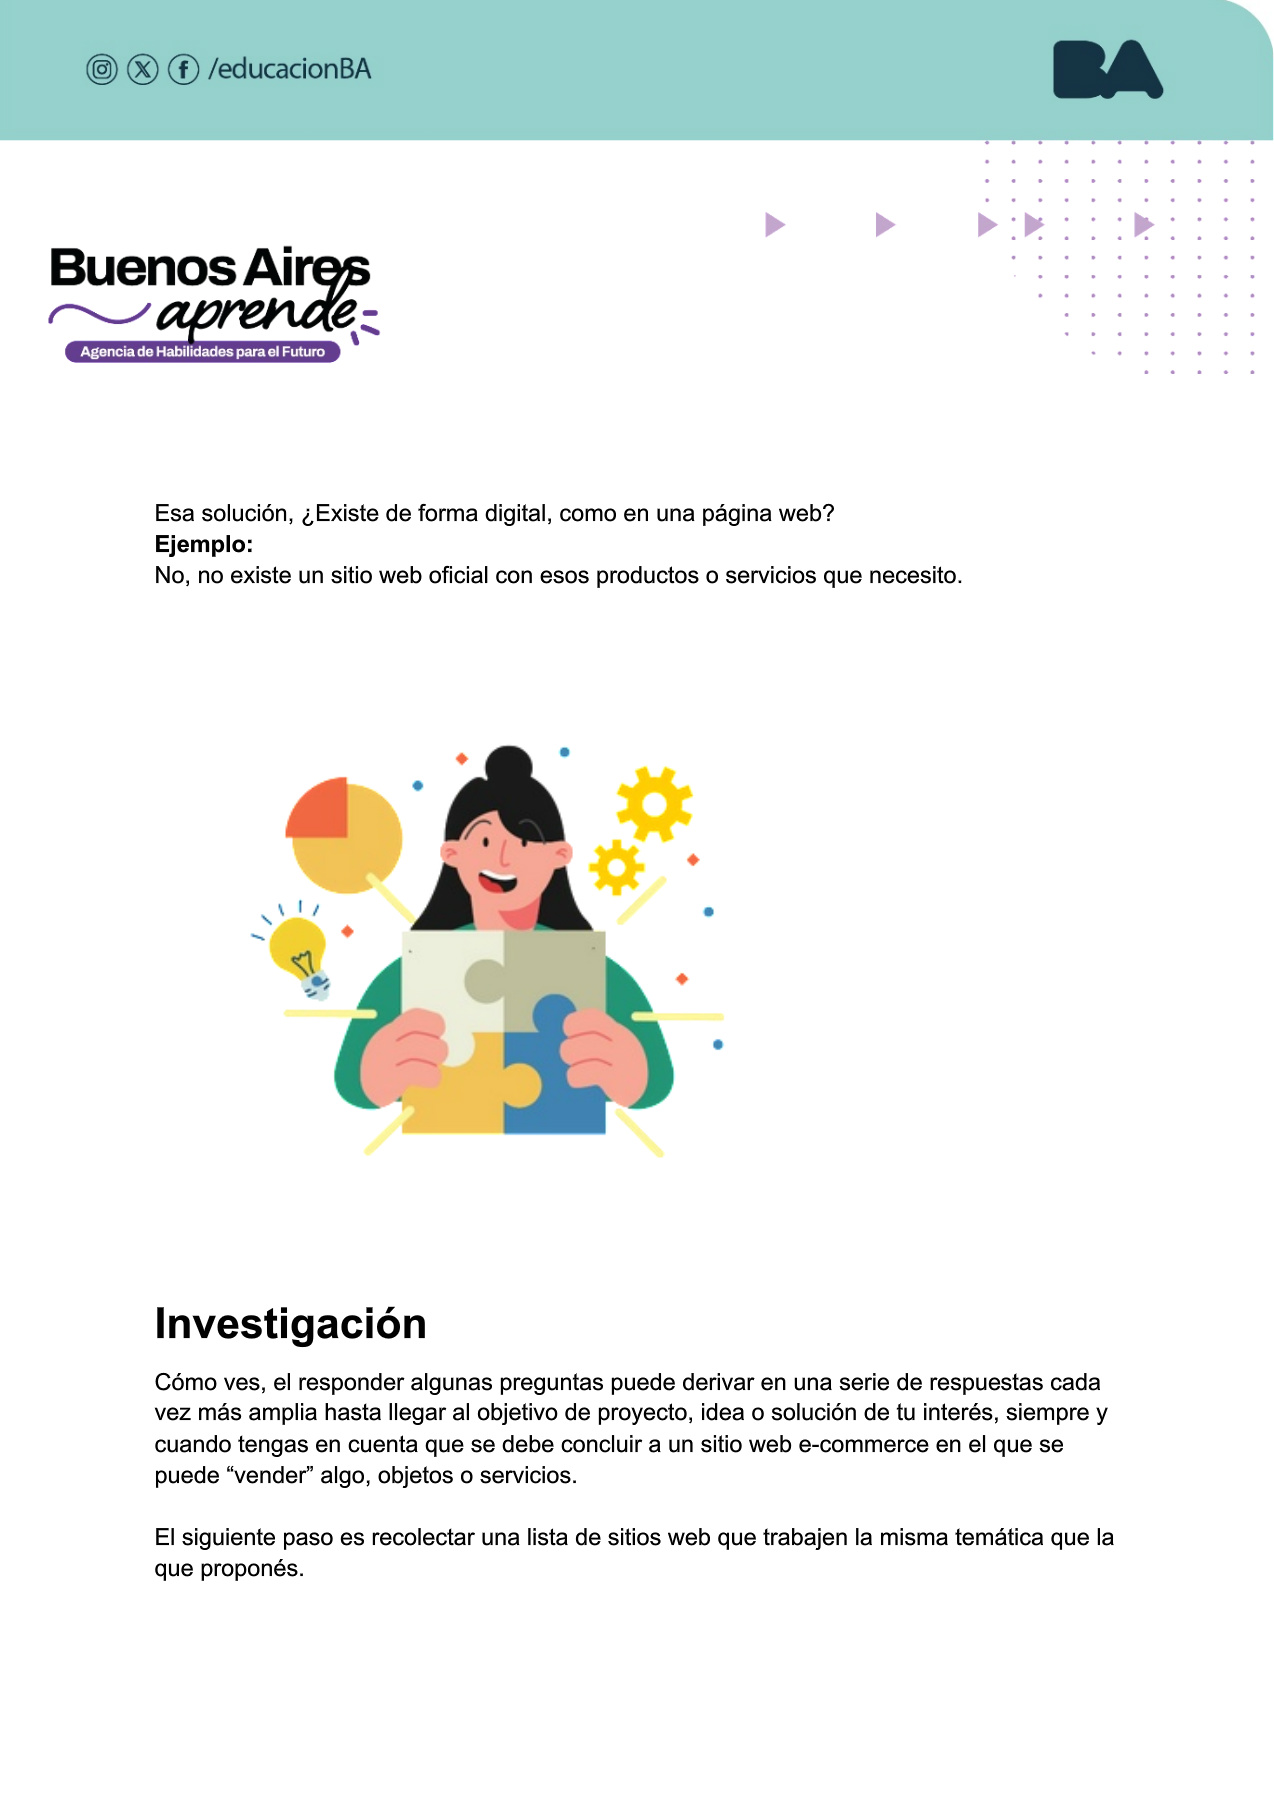 /educacionBA
BA
Buenos Aires
aprende
Agencia de Habilidades para el Futuro
Esa solución, ¿Existe de forma digital, como en una página web?
Ejemplo:
No, no existe un sitio web oficial con esos productos o servicios que necesito.
Investigación
Cómo ves, el responder algunas preguntas puede derivar en una serie de respuestas cada
vez más amplia hasta llegar al objetivo de proyecto, idea o solución de tu interés, siempre y
cuando tengas en cuenta que se debe concluir a un sitio web e-commerce en el que se
puede “vender” algo, objetos o servicios.
El siguiente paso es recolectar una lista de sitios web que trabajen la misma temática que la
que proponés.